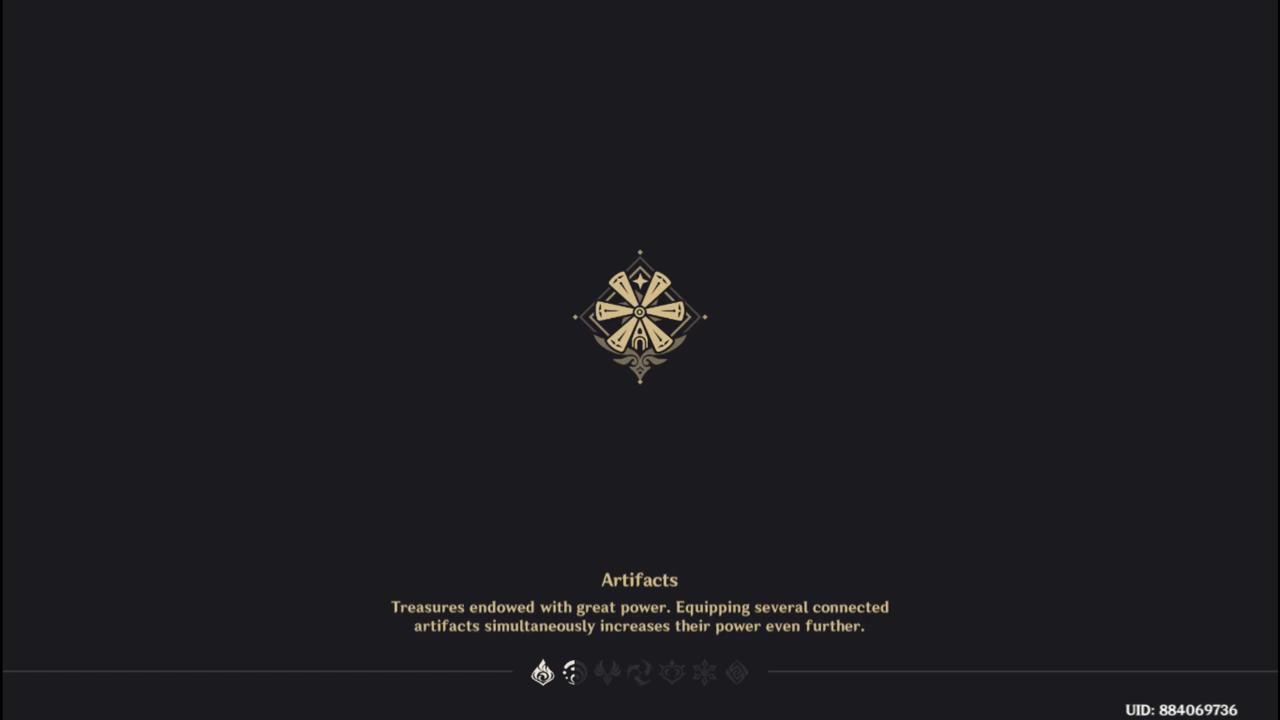 Artifacts
Treasures endowed with great power. Equipping several connected
artifacts simultaneously increases their power even further.
UID: 884069736